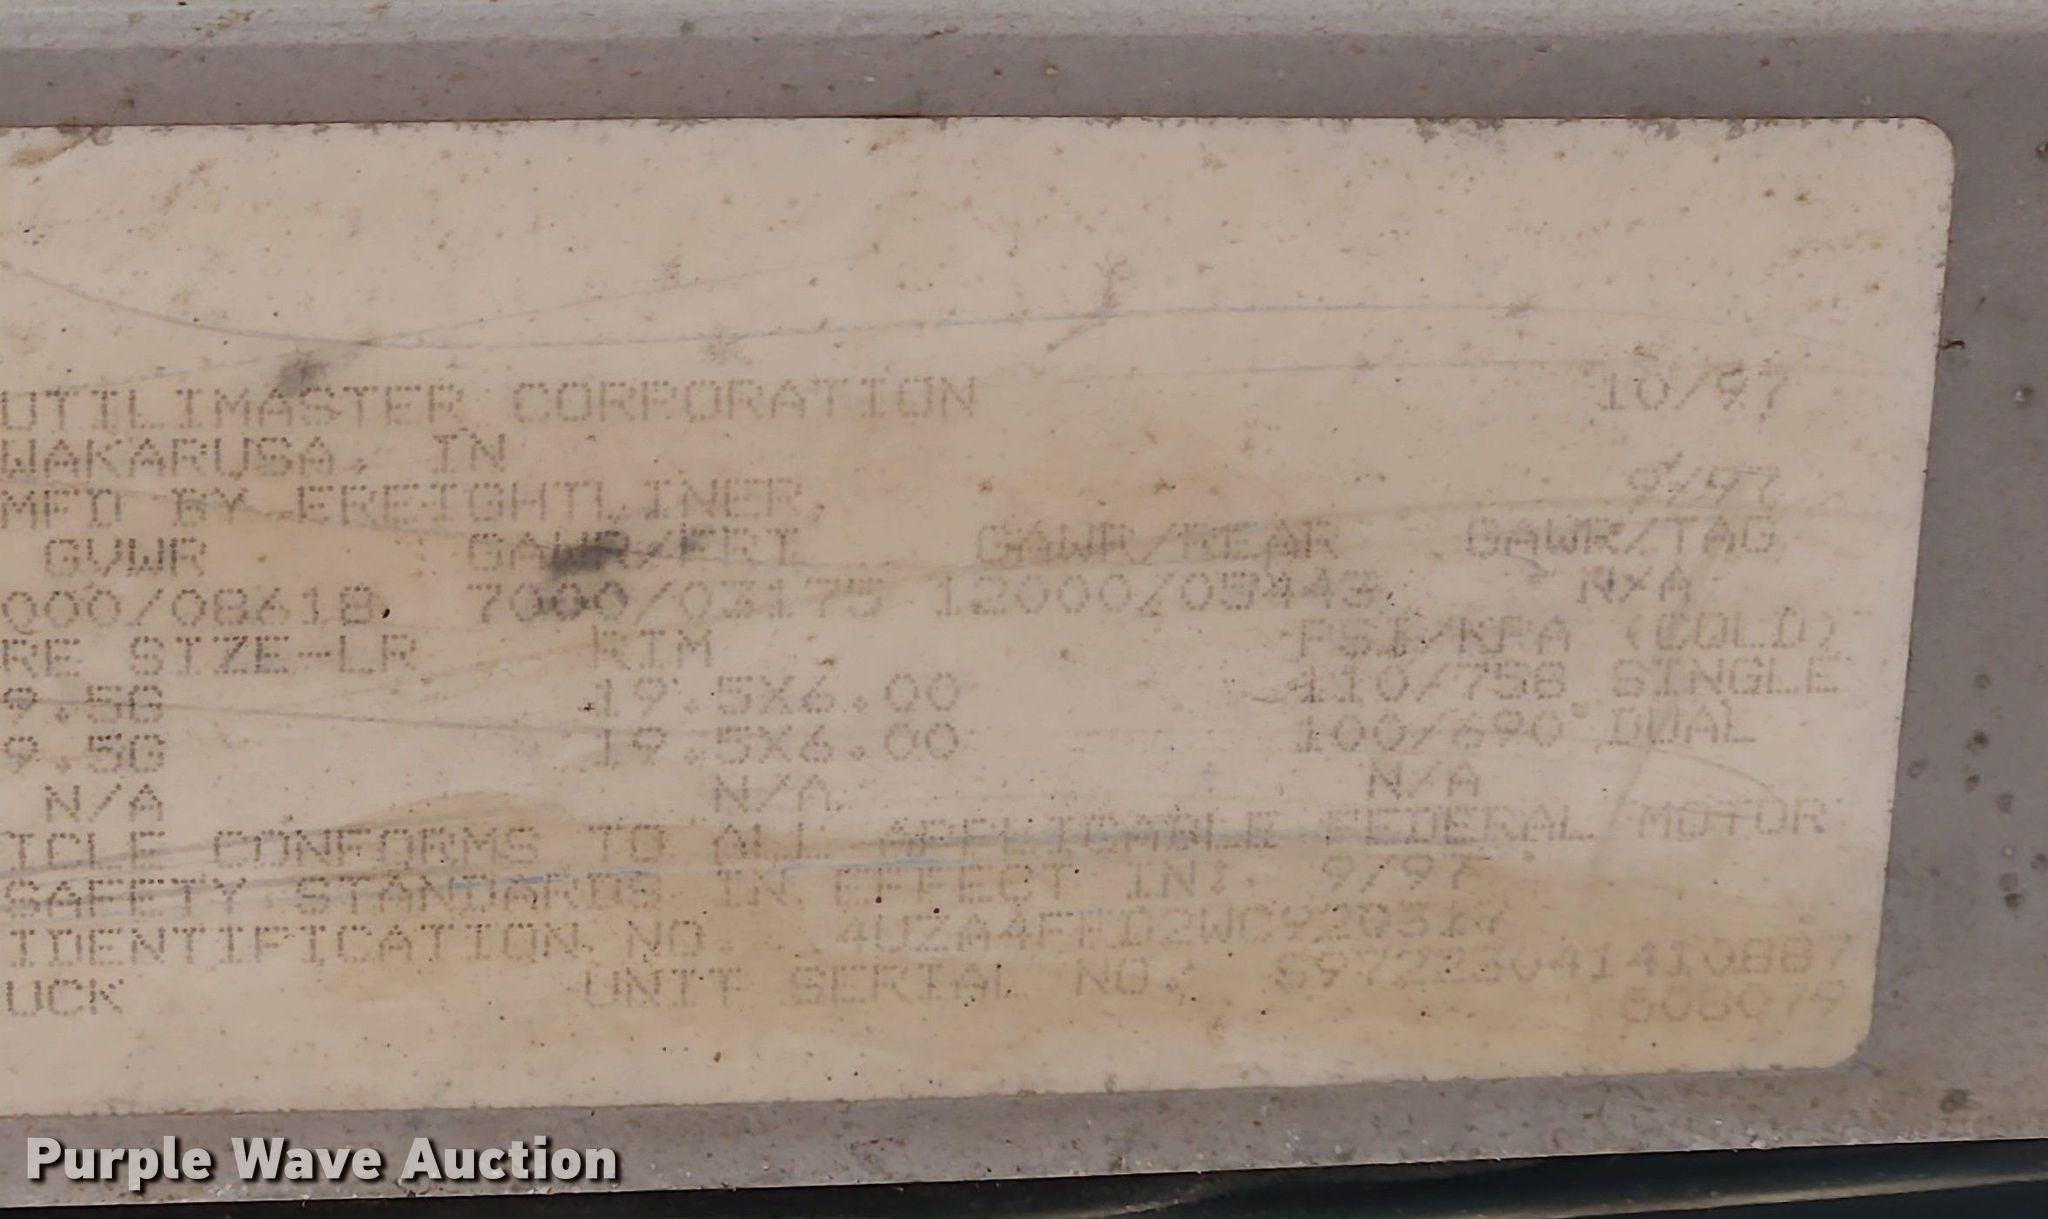 UTILIMASTER CORPORATION 10/97
WAKARUSA, IN
MFD BY FREIGHTLINER, 9/97
GVWR GAWR/FRT GAWR/REAR GAWR/TAG
000/08618 7000/03175 12000/05443 N/A
RE SIZE-LR RIM PSI/KPA (COLD)
9.5G 19.5X6.00 110/758 SINGLE
9.5G 19.5X6.00 100/690 DUAL
N/A N/A N/A
ICLE CONFORMS TO ALL APPLICABLE FEDERAL MOTOR
SAFETY STANDARDS IN EFFECT IN: 9/97
IDENTIFICATION NO.
UCK UNIT SERIAL NO:
Purple Wave Auction